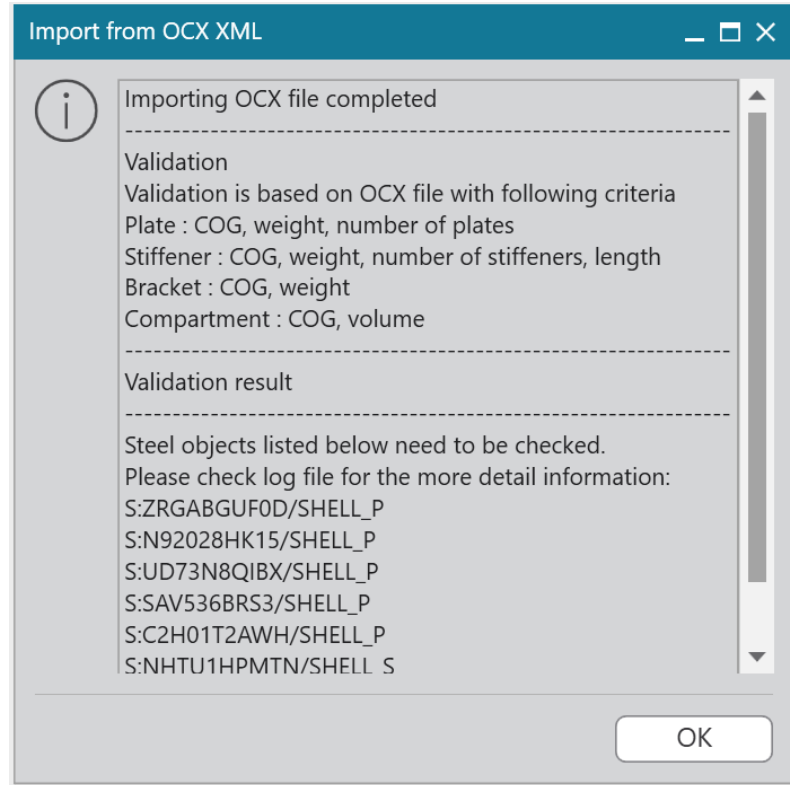 Import from OCX XML
Importing OCX file completed
----------------------------------------------------------------
Validation
Validation is based on OCX file with following criteria
Plate : COG, weight, number of plates
Stiffener : COG, weight, number of stiffeners, length
Bracket : COG, weight
Compartment : COG, volume
----------------------------------------------------------------
Validation result
----------------------------------------------------------------
Steel objects listed below need to be checked.
Please check log file for the more detail information:
S:ZRGABGUF0D/SHELL_P
S:N92028HK15/SHELL_P
S:UD73N8QIBX/SHELL_P
S:SAV536BRS3/SHELL_P
S:C2H01T2AWH/SHELL_P
S:NHTU1HPMTN/SHELL_S
OK